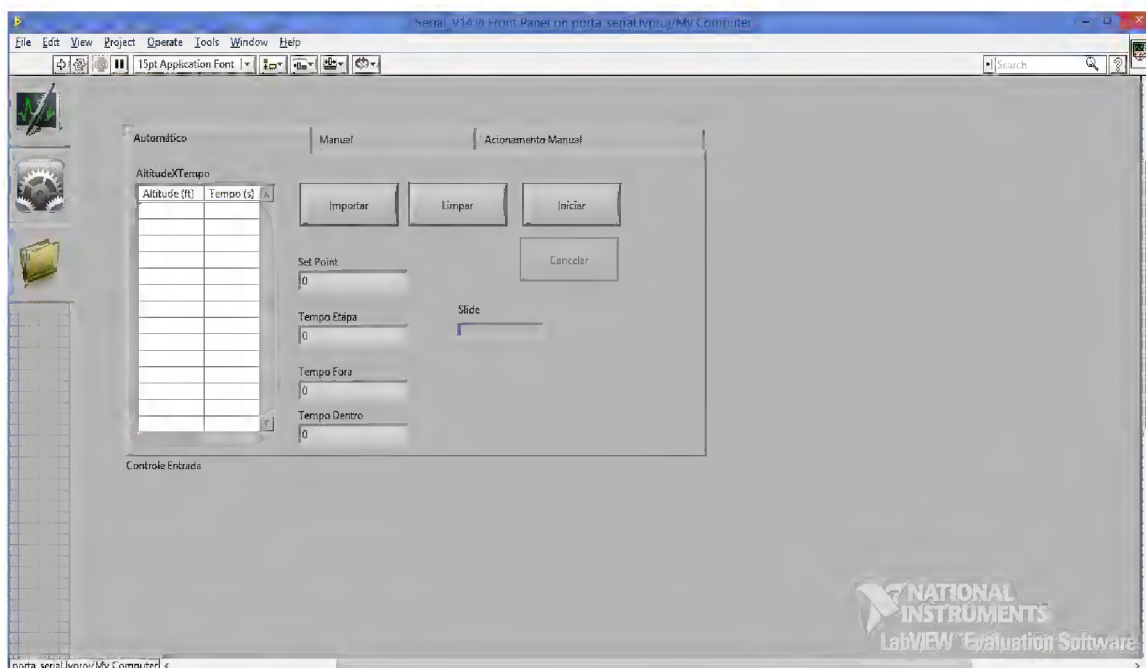 Serial_V14.vi Front Panel on porta serial.lvproj/My Computer
File Edit View Project Operate Tools Window Help
15pt Application Font
Search
Automático Manual Acionamento Manual
AltitudeXTempo
Altitude (ft) Tempo (s)
Importar Limpar Iniciar
Cancelar
Set Point
0
Slide
Tempo Etapa
0
Tempo Fora
0
Tempo Dentro
0
Controle Entrada
NATIONAL
INSTRUMENTS
LabVIEW Evaluation Software
porta serial.lvproj/My Computer